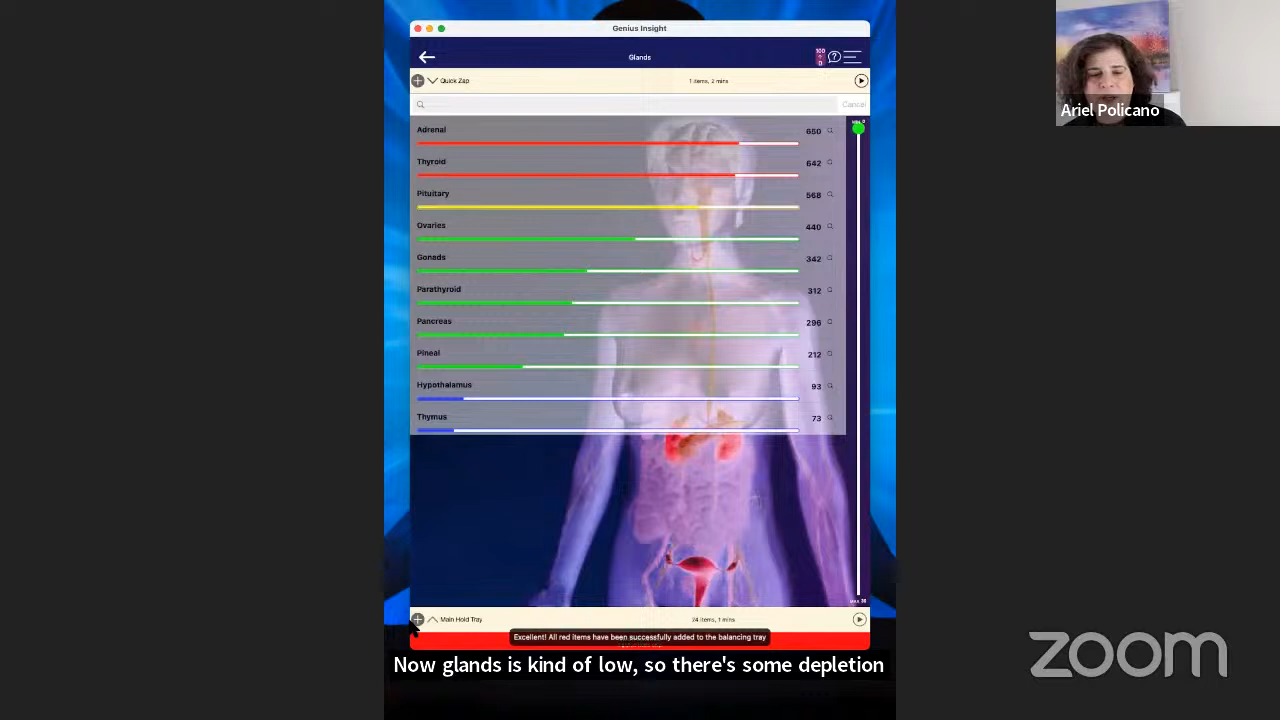 Genius Insight
Glands
100
0
Quick Zap
1 items, 2 mins
Cancel
Adrenal
650
Thyroid
642
Pituitary
568
Ovaries
440
Gonads
342
Parathyroid
312
Pancreas
296
Pineal
212
Hypothalamus
93
Thymus
73
Main Hold Tray
24 items, 1 mins
Excellent! All red items have been successfully added to the balancing tray
Now glands is kind of low, so there's some depletion
Ariel Policano
zoom